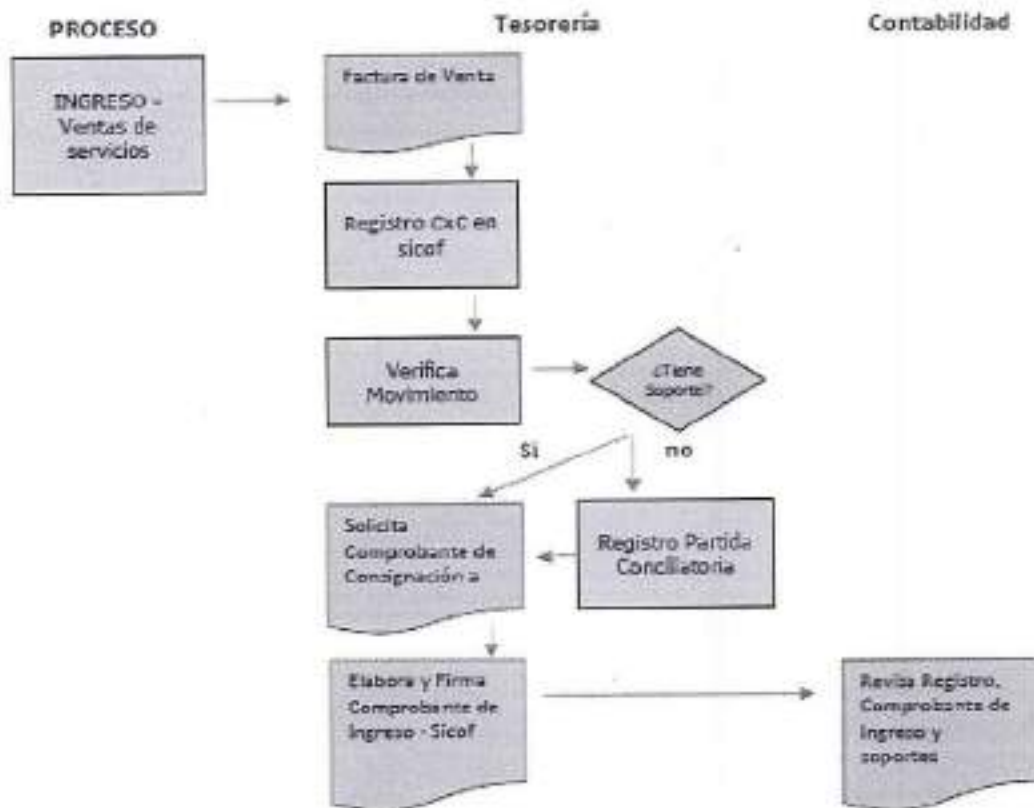 PROCESO
Tesorería
Contabilidad
INGRESO –
Ventas de
servicios
Factura de Venta
Registro CxC en
sicof
Verifica
Movimiento
¿Tiene
Soporte?
Si
no
Solicita
Comprobante de
Consignación a
Registro Partida
Conciliatoria
Elabora y Firma
Comprobante de
Ingreso - Sicof
Revisa Registro,
Comprobante de
Ingreso y
soportes